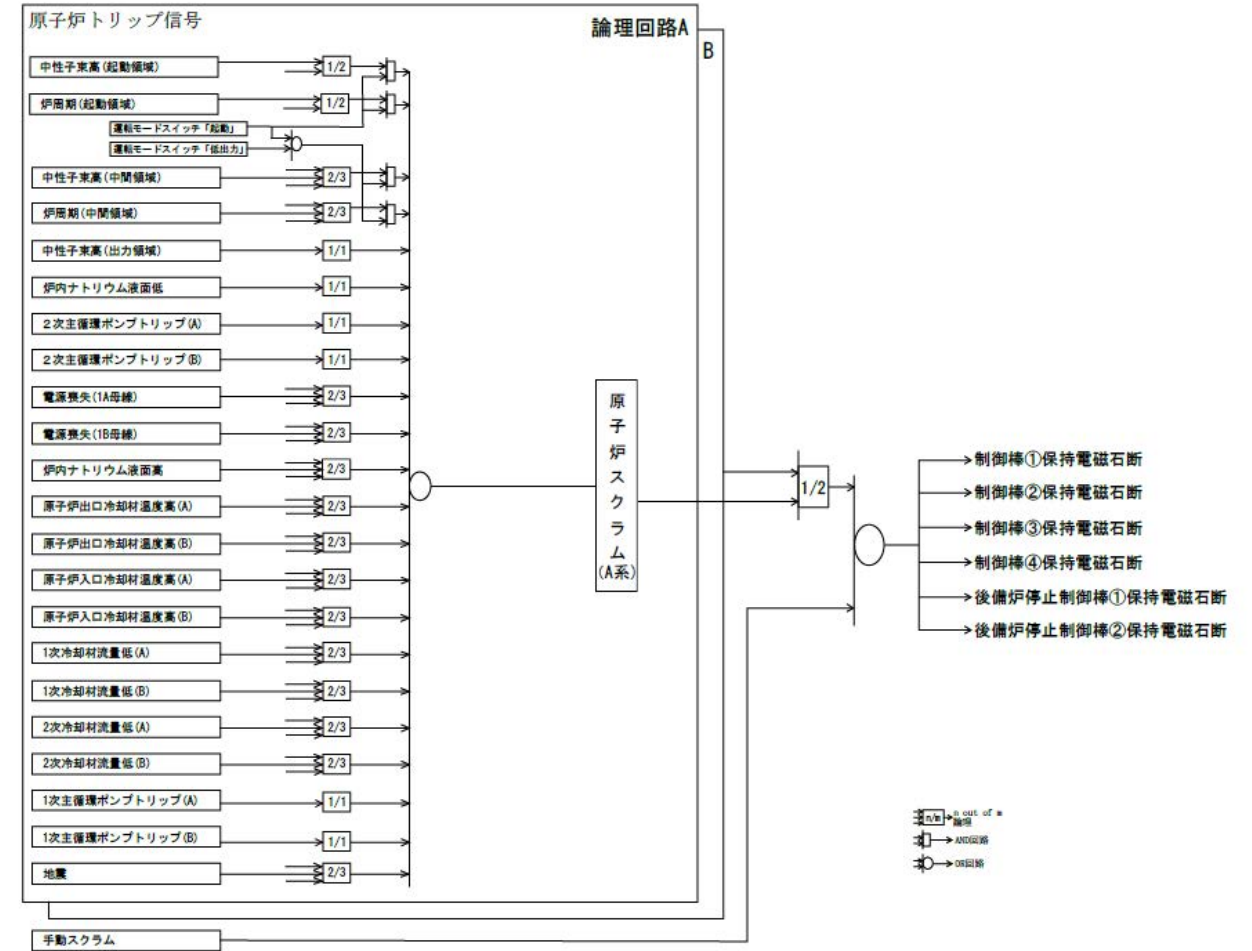 原子炉トリップ信号
論理回路A
B
中性子束高(起動領域)
1/2
炉周期(起動領域)
1/2
運転モードスイッチ「起動」
運転モードスイッチ「低出力」
中性子束高(中間領域)
2/3
炉周期(中間領域)
2/3
中性子束高(出力領域)
1/1
炉内ナトリウム液面低
1/1
2次主循環ポンプトリップ(A)
1/1
2次主循環ポンプトリップ(B)
1/1
電源喪失(1A母線)
2/3
電源喪失(1B母線)
2/3
炉内ナトリウム液面高
2/3
原子炉出口冷却材温度高(A)
2/3
原子炉出口冷却材温度高(B)
2/3
原子炉入口冷却材温度高(A)
2/3
原子炉入口冷却材温度高(B)
2/3
1次冷却材流量低(A)
2/3
1次冷却材流量低(B)
2/3
2次冷却材流量低(A)
2/3
2次冷却材流量低(B)
2/3
1次主循環ポンプトリップ(A)
1/1
1次主循環ポンプトリップ(B)
1/1
地震
2/3
手動スクラム
原子炉スクラム
(A系)
1/2
制御棒①保持電磁石断
制御棒②保持電磁石断
制御棒③保持電磁石断
制御棒④保持電磁石断
後備炉停止制御棒①保持電磁石断
後備炉停止制御棒②保持電磁石断
n/m
n out of m
論理
AND回路
OR回路